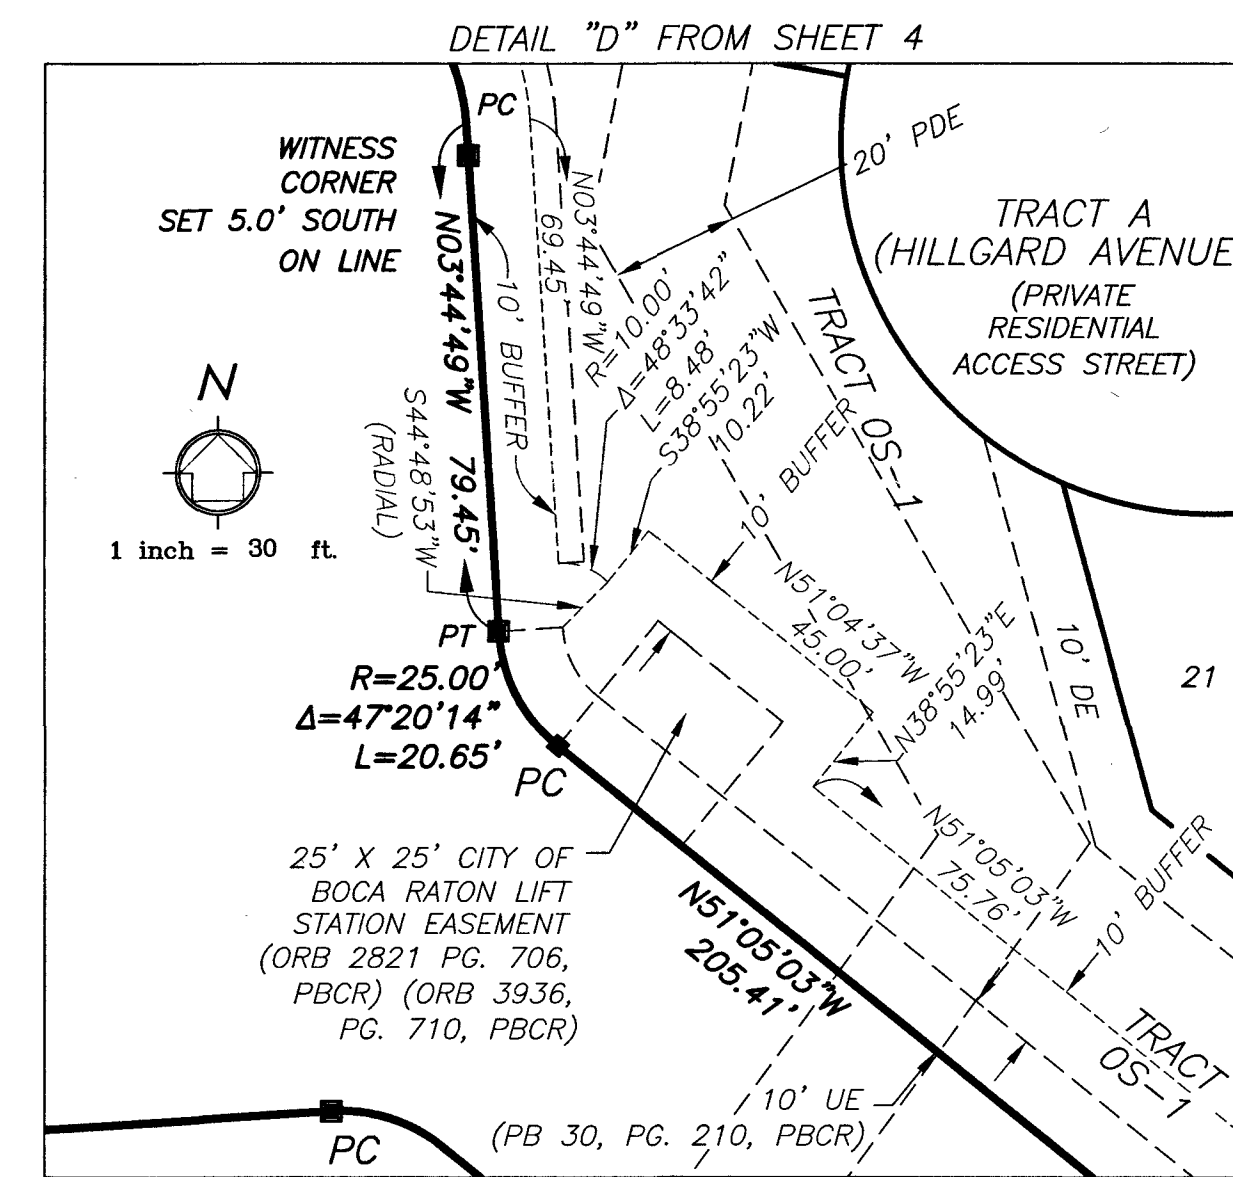 DETAIL "D" FROM SHEET 4
PC
WITNESS
CORNER
SET 5.0' SOUTH
ON LINE
N03°44'49"W 79.45'
10' BUFFER
N03°44'49"W
69.45'
20' PDE
TRACT A
(HILLGARD AVENUE
(PRIVATE
RESIDENTIAL
ACCESS STREET)
R=10.00'
Δ=48°33'42"
L=8.48'
S38°55'23"W
10.22'
TRACT OS-1
10' BUFFER
N
1 inch = 30 ft.
S44°48'53"W
(RADIAL)
PT
R=25.00'
Δ=47°20'14"
L=20.65'
PC
N51°04'37"W
45.00'
N38°55'23"E
14.99'
10' DE
21
25' X 25' CITY OF
BOCA RATON LIFT
STATION EASEMENT
(ORB 2821 PG. 706,
PBCR) (ORB 3936,
PG. 710, PBCR)
N51°05'03"W
205.41'
N51°05'03"W
75.76'
10' BUFFER
TRACT
OS-1
10' UE
(PB 30, PG. 210, PBCR)
PC